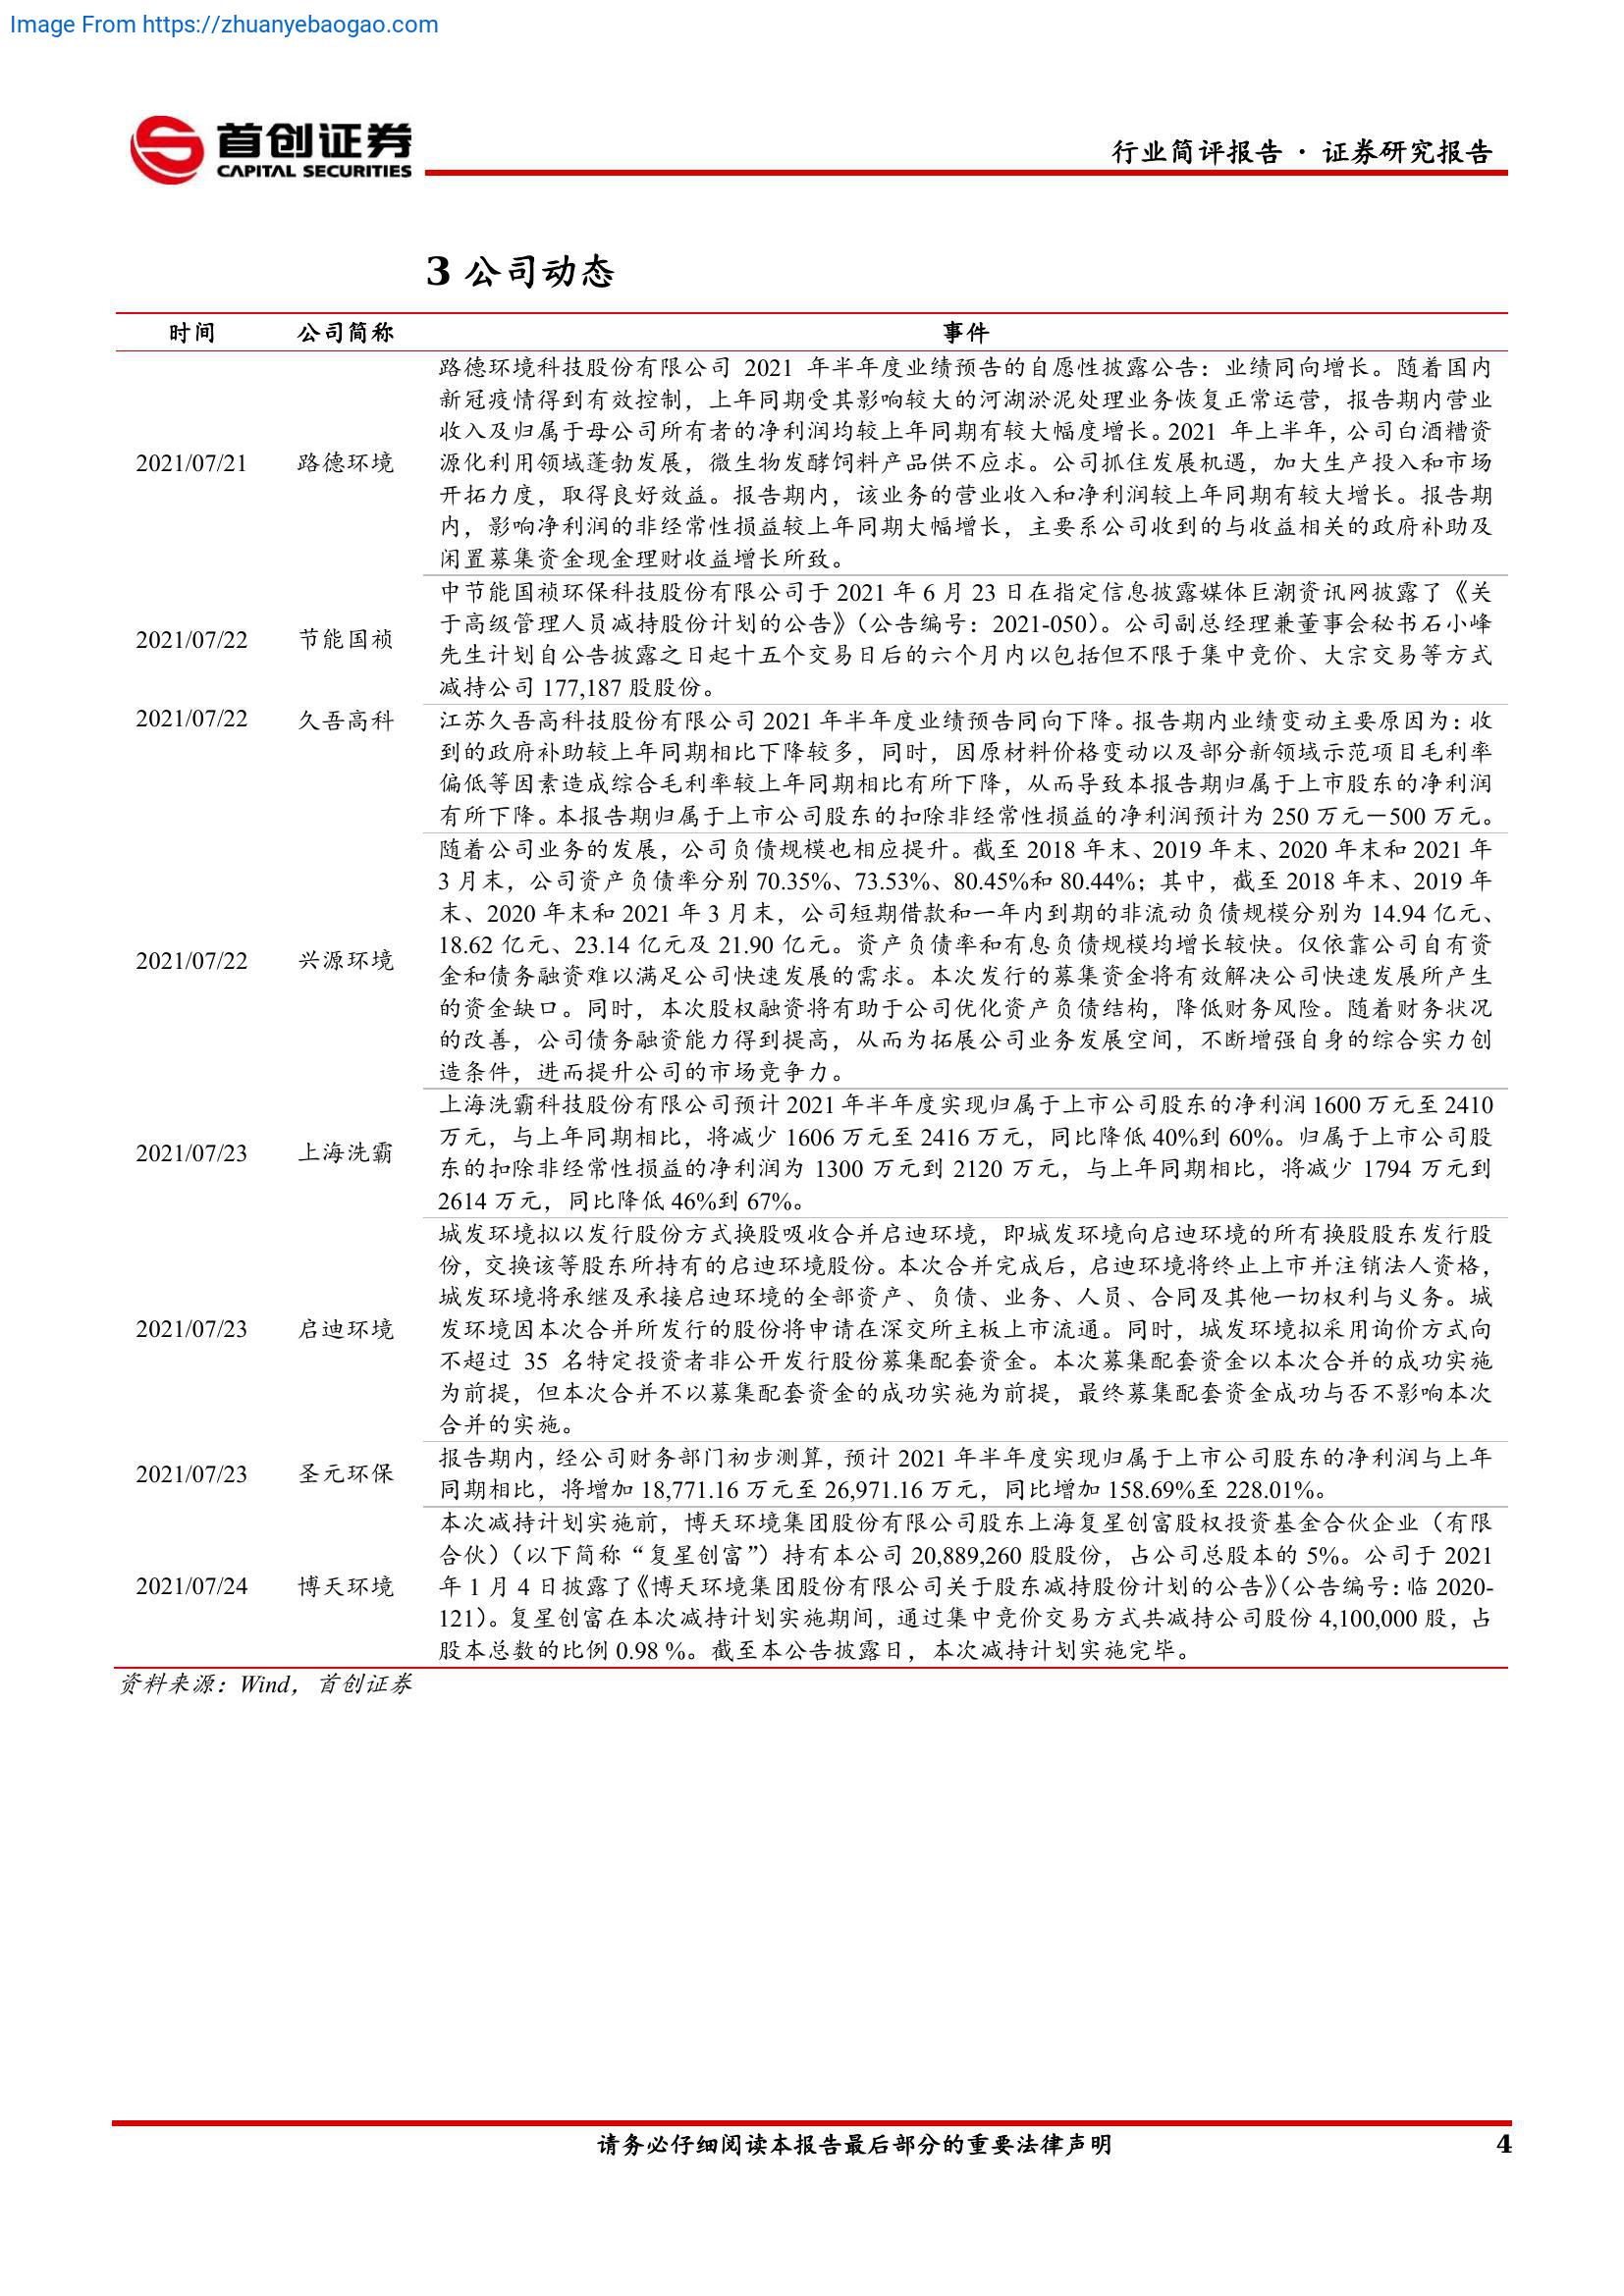 Image From https://zhuanyebaogao.com
首创证券
CAPITAL SECURITIES
行业简评报告 · 证券研究报告
3 公司动态
时间 公司简称 事件
2021/07/21 路德环境
路德环境科技股份有限公司 2021 年半年度业绩预告的自愿性披露公告：业绩同向增长。随着国内
新冠疫情得到有效控制，上年同期受其影响较大的河湖淤泥处理业务恢复正常运营，报告期内营业
收入及归属于母公司所有者的净利润均较上年同期有较大幅度增长。2021 年上半年，公司白酒糟资
源化利用领域蓬勃发展，微生物发酵饲料产品供不应求。公司抓住发展机遇，加大生产投入和市场
开拓力度，取得良好效益。报告期内，该业务的营业收入和净利润较上年同期有较大增长。报告期
内，影响净利润的非经常性损益较上年同期大幅增长，主要系公司收到的与收益相关的政府补助及
闲置募集资金现金理财收益增长所致。
2021/07/22 节能国祯
中节能国祯环保科技股份有限公司于 2021 年 6 月 23 日在指定信息披露媒体巨潮资讯网披露了《关
于高级管理人员减持股份计划的公告》（公告编号：2021-050）。公司副总经理兼董事会秘书石小峰
先生计划自公告披露之日起十五个交易日后的六个月内以包括但不限于集中竞价、大宗交易等方式
减持公司 177,187 股股份。
2021/07/22 久吾高科
江苏久吾高科技股份有限公司 2021 年半年度业绩预告同向下降。报告期内业绩变动主要原因为：收
到的政府补助较上年同期相比下降较多，同时，因原材料价格变动以及部分新领域示范项目毛利率
偏低等因素造成综合毛利率较上年同期相比有所下降，从而导致本报告期归属于上市股东的净利润
有所下降。本报告期归属于上市公司股东的扣除非经常性损益的净利润预计为 250 万元－500 万元。
2021/07/22 兴源环境
随着公司业务的发展，公司负债规模也相应提升。截至 2018 年末、2019 年末、2020 年末和 2021 年
3 月末，公司资产负债率分别 70.35%、73.53%、80.45%和 80.44%；其中，截至 2018 年末、2019 年
末、2020 年末和 2021 年 3 月末，公司短期借款和一年内到期的非流动负债规模分别为 14.94 亿元、
18.62 亿元、23.14 亿元及 21.90 亿元。资产负债率和有息负债规模均增长较快。仅依靠公司自有资
金和债务融资难以满足公司快速发展的需求。本次发行的募集资金将有效解决公司快速发展所产生
的资金缺口。同时，本次股权融资将有助于公司优化资产负债结构，降低财务风险。随着财务状况
的改善，公司债务融资能力得到提高，从而为拓展公司业务发展空间，不断增强自身的综合实力创
造条件，进而提升公司的市场竞争力。
2021/07/23 上海洗霸
上海洗霸科技股份有限公司预计 2021 年半年度实现归属于上市公司股东的净利润 1600 万元至 2410
万元，与上年同期相比，将减少 1606 万元至 2416 万元，同比降低 40%到 60%。归属于上市公司股
东的扣除非经常性损益的净利润为 1300 万元到 2120 万元，与上年同期相比，将减少 1794 万元到
2614 万元，同比降低 46%到 67%。
2021/07/23 启迪环境
城发环境拟以发行股份方式换股吸收合并启迪环境，即城发环境向启迪环境的所有换股股东发行股
份，交换该等股东所持有的启迪环境股份。本次合并完成后，启迪环境将终止上市并注销法人资格，
城发环境将承继及承接启迪环境的全部资产、负债、业务、人员、合同及其他一切权利与义务。城
发环境因本次合并所发行的股份将申请在深交所主板上市流通。同时，城发环境拟采用询价方式向
不超过 35 名特定投资者非公开发行股份募集配套资金。本次募集配套资金以本次合并的成功实施
为前提，但本次合并不以募集配套资金的成功实施为前提，最终募集配套资金成功与否不影响本次
合并的实施。
2021/07/23 圣元环保
报告期内，经公司财务部门初步测算，预计 2021 年半年度实现归属于上市公司股东的净利润与上年
同期相比，将增加 18,771.16 万元至 26,971.16 万元，同比增加 158.69%至 228.01%。
2021/07/24 博天环境
本次减持计划实施前，博天环境集团股份有限公司股东上海复星创富股权投资基金合伙企业（有限
合伙）（以下简称“复星创富”）持有本公司 20,889,260 股股份，占公司总股本的 5%。公司于 2021
年 1 月 4 日披露了《博天环境集团股份有限公司关于股东减持股份计划的公告》（公告编号：临 2020-
121）。复星创富在本次减持计划实施期间，通过集中竞价交易方式共减持公司股份 4,100,000 股，占
股本总数的比例 0.98 %。截至本公告披露日，本次减持计划实施完毕。
资料来源：Wind，首创证券
请务必仔细阅读本报告最后部分的重要法律声明 4